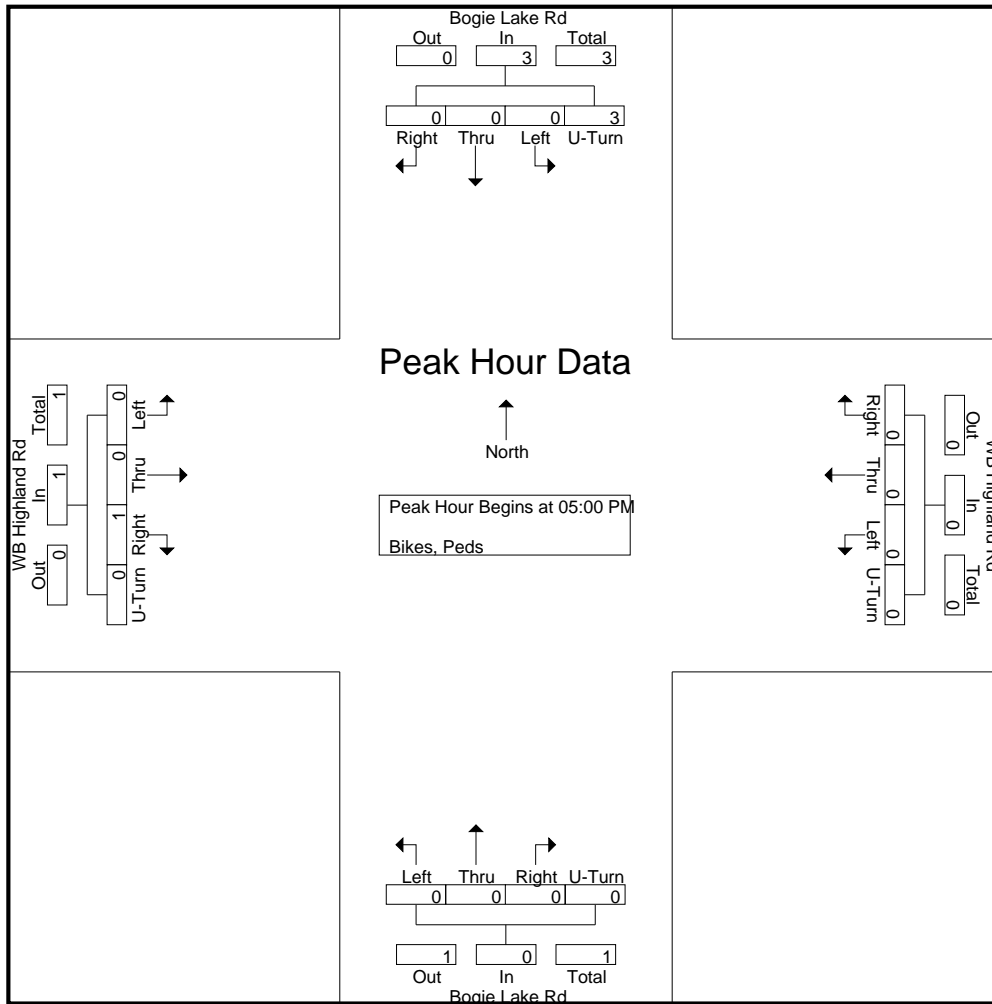 Bogie Lake Rd
Out In Total
0 3 3
0 0 0 3
Right Thru Left U-Turn
Peak Hour Data
North
Peak Hour Begins at 05:00 PM
Bikes, Peds
WB Highland Rd
Total In Out
1 1 0
0 0 1 0
Left Thru Right U-Turn
WB Highland Rd
Out In Total
0 0 0
0 0 0 0
Right Thru Left U-Turn
Left Thru Right U-Turn
0 0 0 0
1 0 1
Out In Total
Bogie Lake Rd